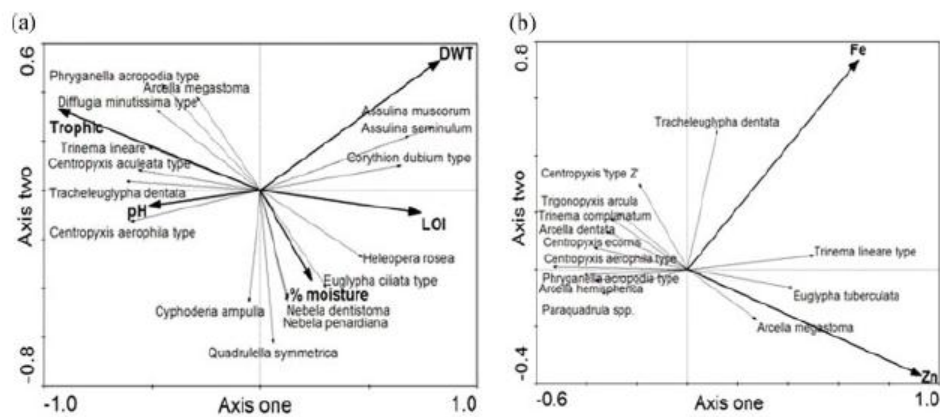 (a)
0.6
DWT
Phryganella acropodia type
Arcella megastoma
Difflugia minutissima type
Assulina muscorum
Trophic
Assulina seminulum
Trinema lineare
Corythion dubium type
Centropyxis aculeata type
Axis two
Tracheleuglypha dentata
pH
LOI
Centropyxis aerophila type
Heleopera rosea
Euglypha ciliata type
% moisture
Cyphoderia ampulla
Nebela dentistoma
Nebela penardiana
Quadrulella symmetrica
-0.8
-1.0
Axis one
1.0
(b)
0.8
Fe
Tracheleuglypha dentata
Centropyxis 'type Z'
Axis two
Trigonopyxis arcula
'Trinema complanatum
Arcella dentata
Centropyxis ecornis
Trinema lineare type
Centropyxis aerophila type
Phryganella acropodia type
Arcella hemispherica
Euglypha tuberculata
Paraquadrula spp.
Arcella megastoma
-0.4
Zn
-0.6
Axis one
1.0